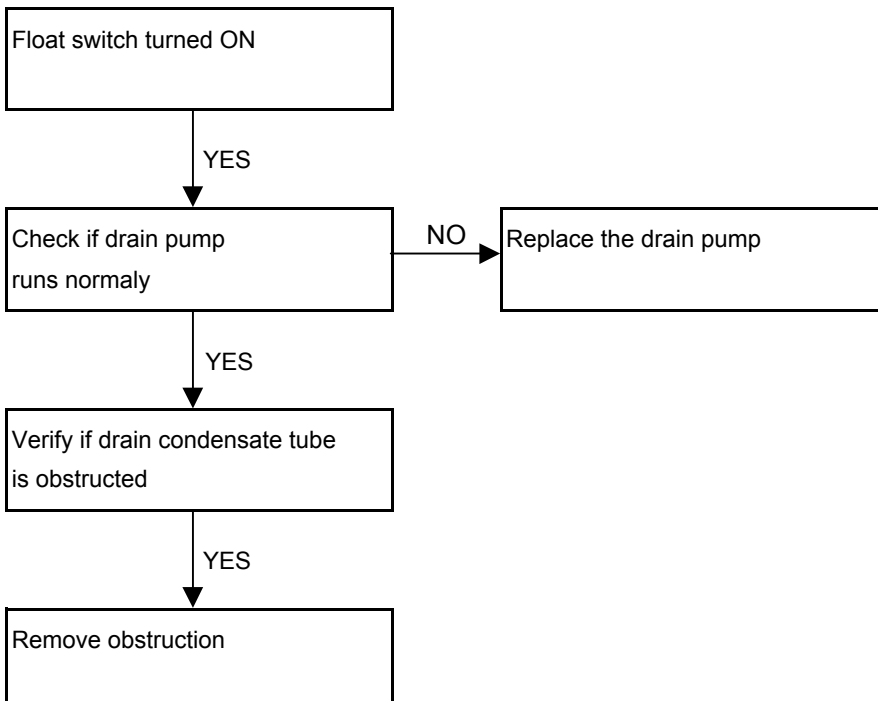 Float switch turned ON
YES
Check if drain pump
runs normaly
NO
Replace the drain pump
YES
Verify if drain condensate tube
is obstructed
YES
Remove obstruction